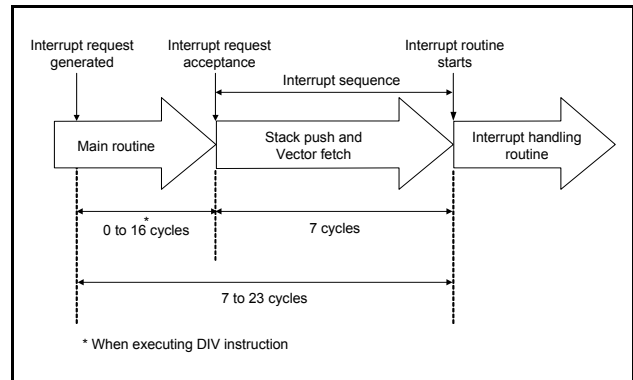 Interrupt request
generated
Interrupt request
acceptance
Interrupt routine
starts
Interrupt sequence
Main routine
Stack push and
Vector fetch
Interrupt handling
routine
*
0 to 16 cycles
7 cycles
7 to 23 cycles
* When executing DIV instruction